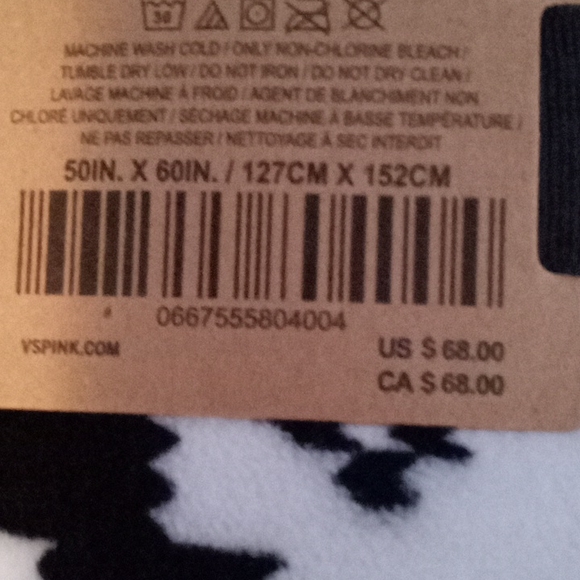 30
MACHINE WASH COLD / ONLY NON-CHLORINE BLEACH /
TUMBLE DRY LOW / DO NOT IRON / DO NOT DRY CLEAN /
LAVAGE MACHINE À FROID / AGENT DE BLANCHIMENT NON
CHLORÉ UNIQUEMENT / SÉCHAGE MACHINE À BASSE TEMPÉRATURE /
NE PAS REPASSER / NETTOYAGE À SEC INTERDIT
50IN. X 60IN. / 127CM X 152CM
0667555804004
VSPINK.COM
US $ 68.00
CA $ 68.00